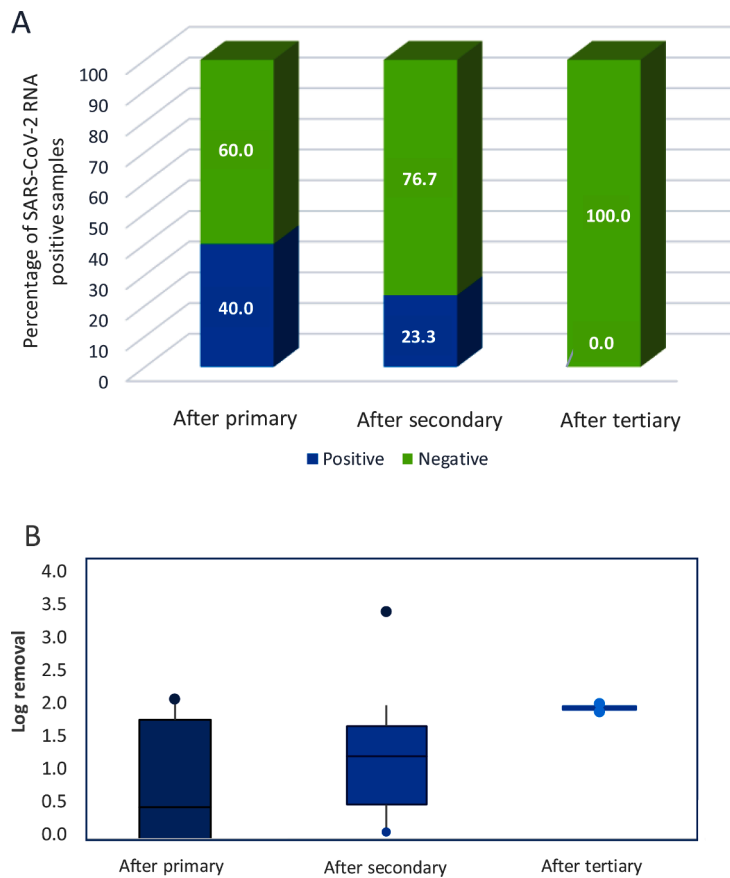 A
Percentage of SARS-CoV-2 RNA
positive samples
100
90
80
70
60
50
40
30
20
10
0
60.0
40.0
76.7
23.3
100.0
0.0
After primary
After secondary
After tertiary
Positive
Negative
B
Log removal
4.0
3.5
3.0
2.5
2.0
1.5
1.0
0.5
0.0
After primary
After secondary
After tertiary